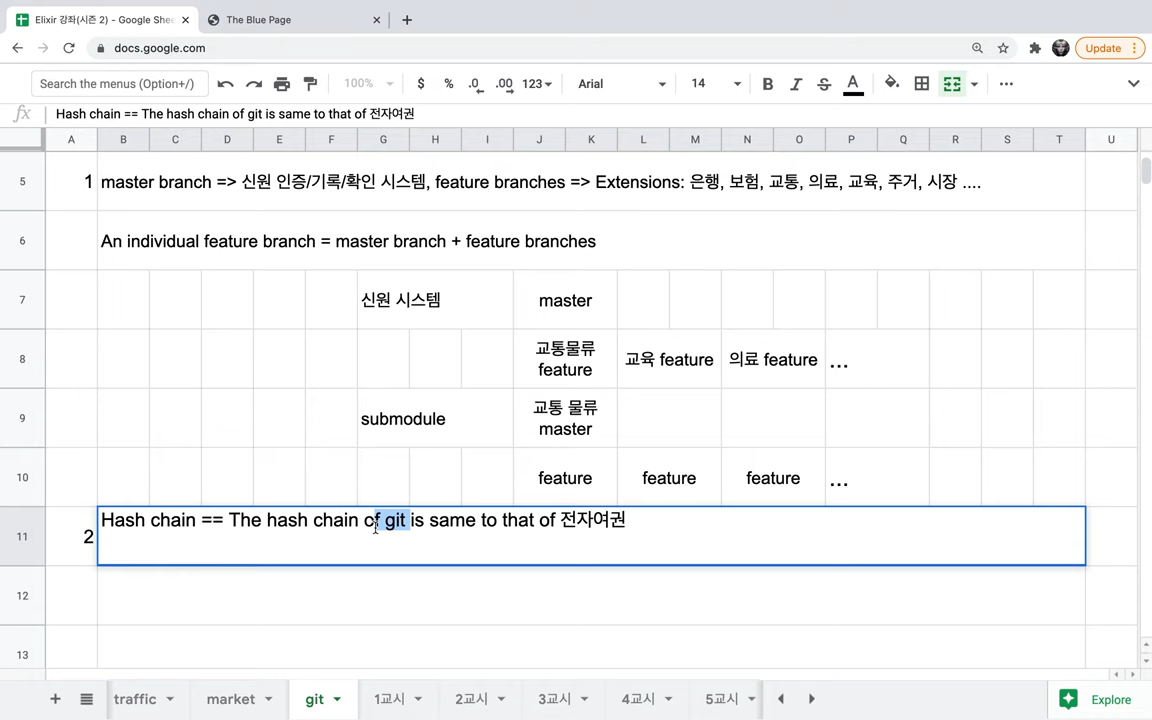 Elixir 강좌(시즌 2) - Google Shee
The Blue Page
docs.google.com
Update
Search the menus (Option+/)
100%
$
%
.0
.00
123
Arial
14
B
I
S
A
fx
Hash chain == The hash chain of git is same to that of 전자여권
A B C D E F G H I J K L M N O P Q R S T U
5
1
master branch => 신원 인증/기록/확인 시스템, feature branches => Extensions: 은행, 보험, 교통, 의료, 교육, 주거, 시장 ....
6
An individual feature branch = master branch + feature branches
7
신원 시스템
master
8
교통물류
feature
교육 feature
의료 feature
...
9
submodule
교통 물류
master
10
feature
feature
feature
...
11
2
Hash chain == The hash chain of git is same to that of 전자여권
12
13
traffic
market
git
1교시
2교시
3교시
4교시
5교시
Explore